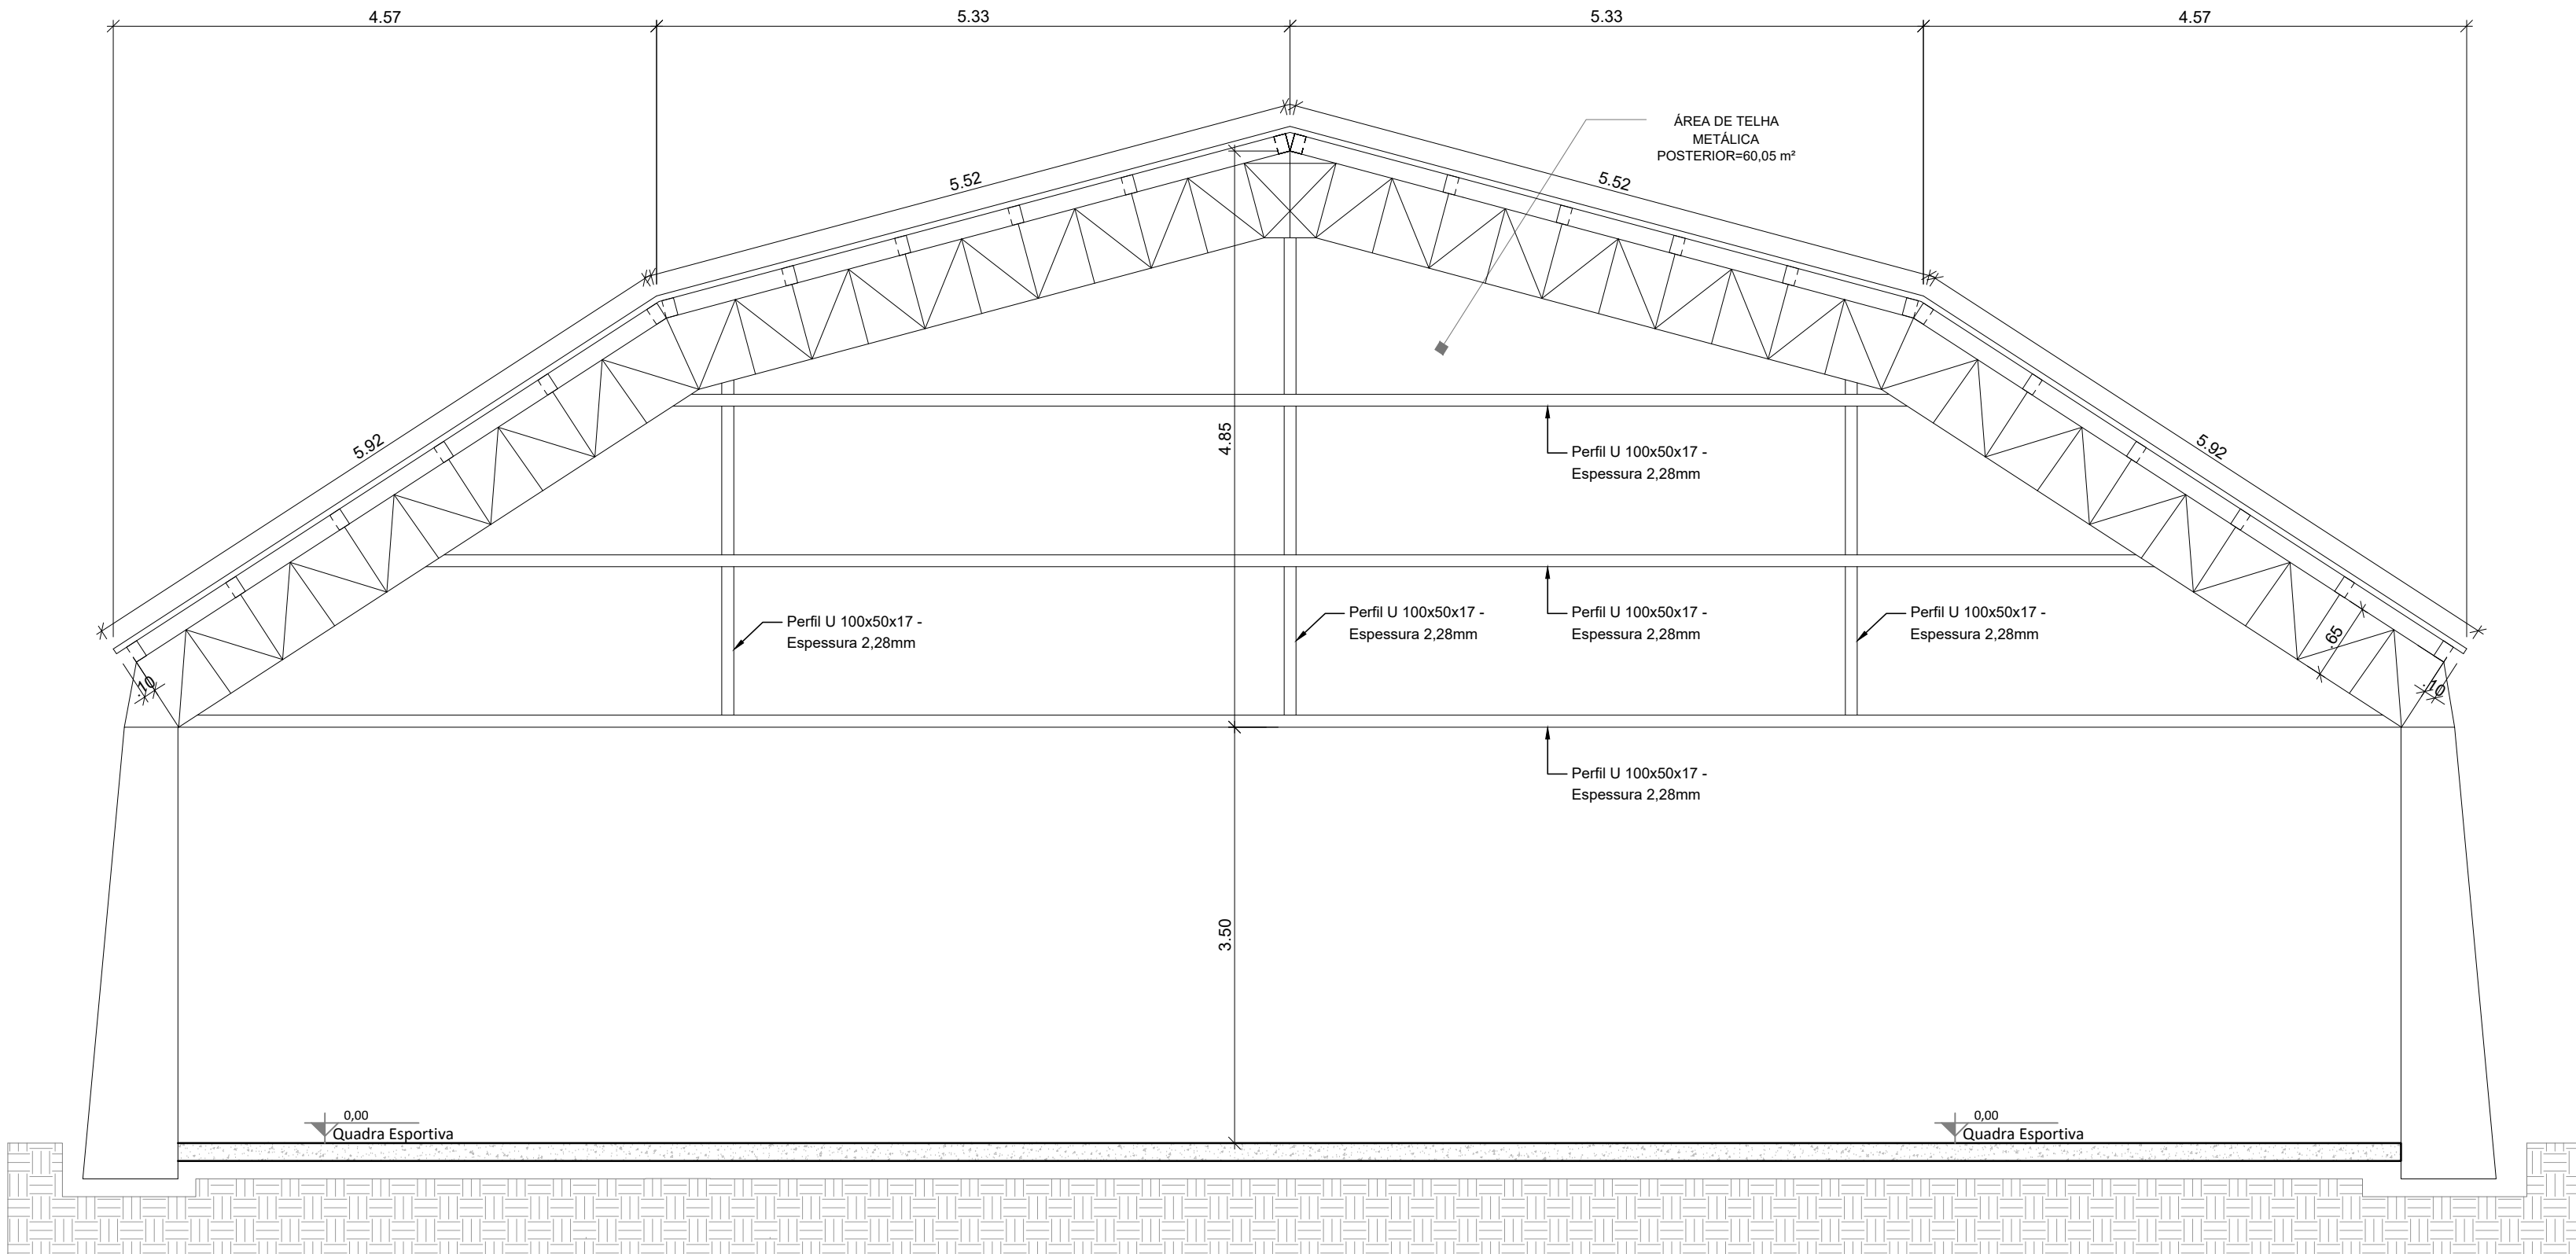 4.57
5.33
5.33
4.57
ÁREA DE TELHA
METÁLICA
POSTERIOR=60,05 m²
5.52
5.52
5.92
5.92
4.85
Perfil U 100x50x17 -
Espessura 2,28mm
Perfil U 100x50x17 -
Espessura 2,28mm
Perfil U 100x50x17 -
Espessura 2,28mm
Perfil U 100x50x17 -
Espessura 2,28mm
Perfil U 100x50x17 -
Espessura 2,28mm
.65
.10
.10
Perfil U 100x50x17 -
Espessura 2,28mm
3.50
0,00
Quadra Esportiva
0,00
Quadra Esportiva